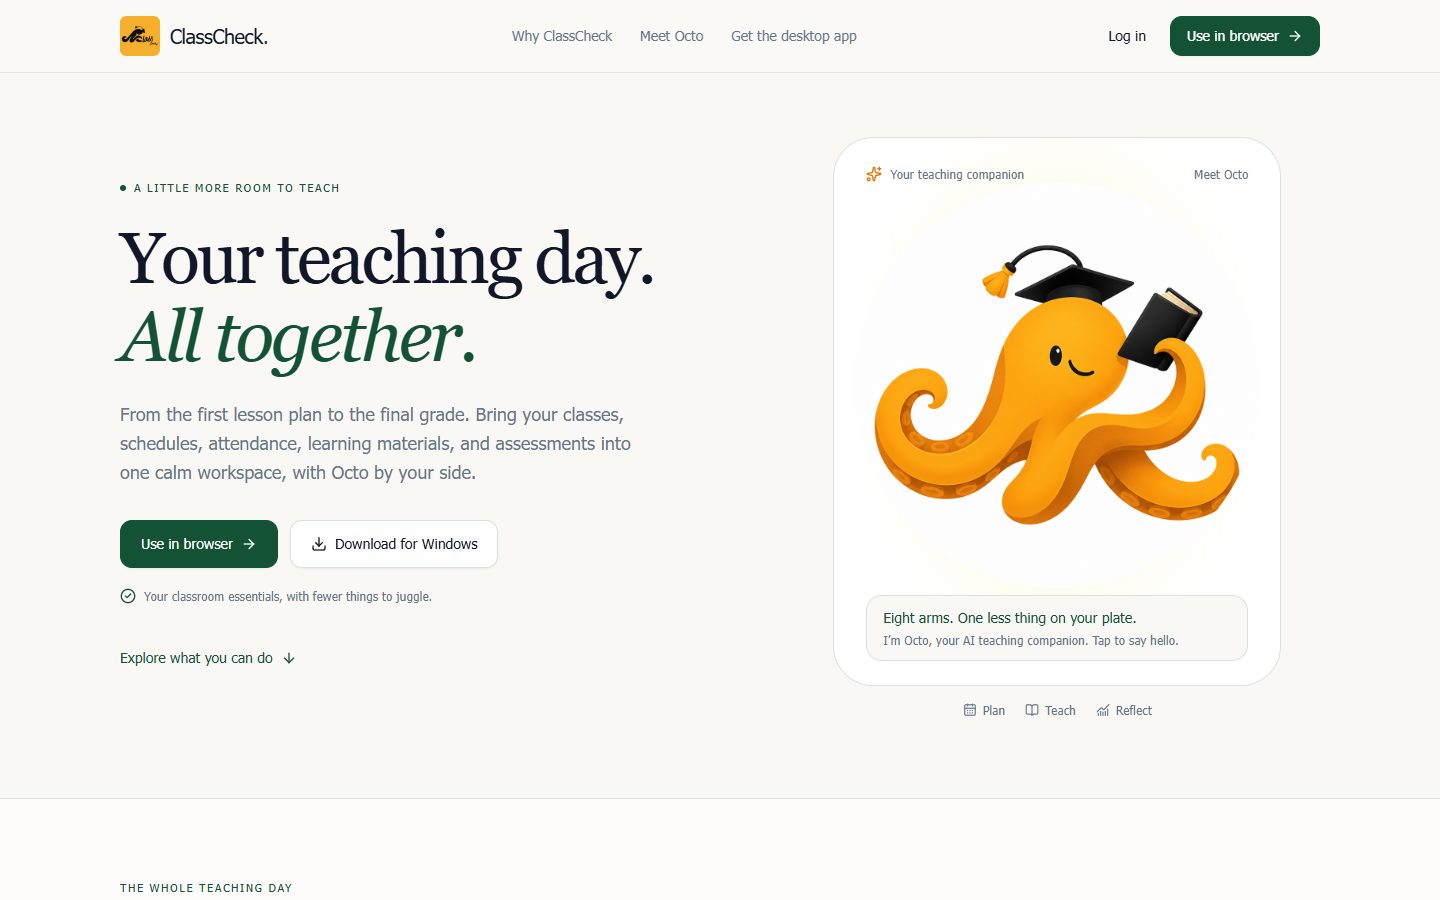 ClassCheck.
Why ClassCheck
Meet Octo
Get the desktop app
Log in
Use in browser
A LITTLE MORE ROOM TO TEACH
Your teaching day.
All together.
From the first lesson plan to the final grade. Bring your classes,
schedules, attendance, learning materials, and assessments into
one calm workspace, with Octo by your side.
Use in browser
Download for Windows
Your classroom essentials, with fewer things to juggle.
Explore what you can do
Your teaching companion
Meet Octo
Eight arms. One less thing on your plate.
I'm Octo, your AI teaching companion. Tap to say hello.
Plan
Teach
Reflect
THE WHOLE TEACHING DAY